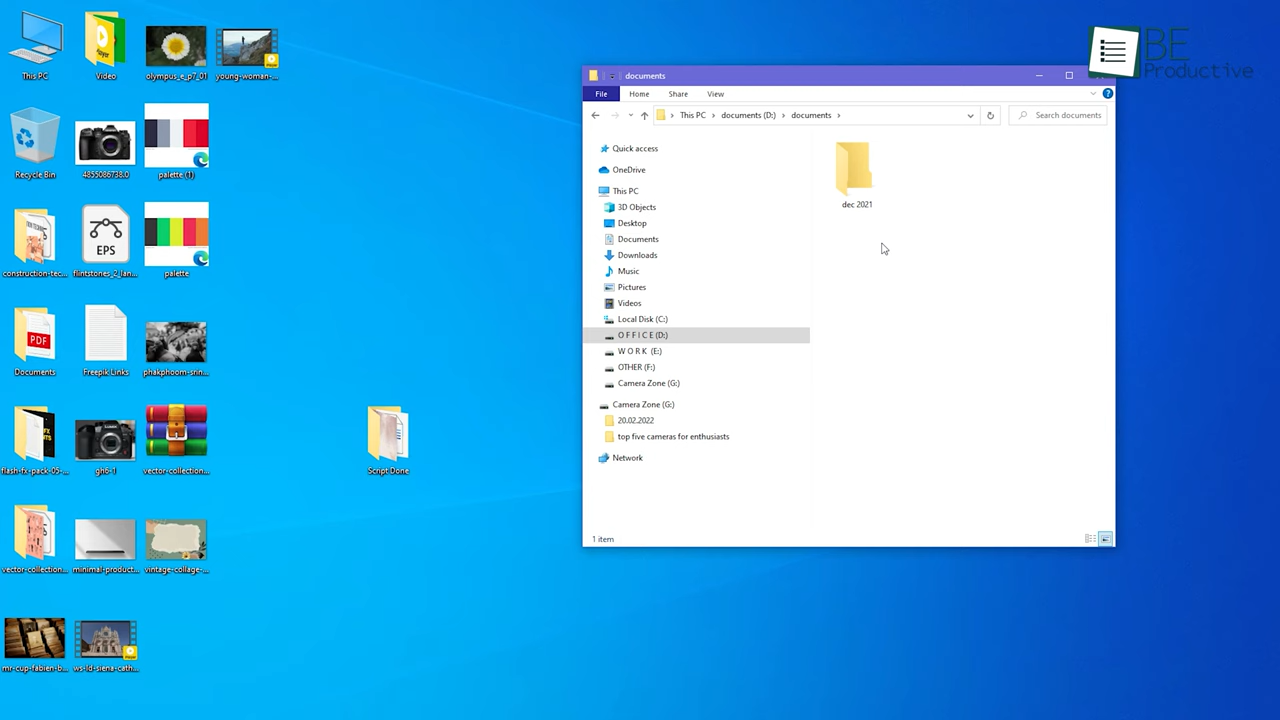 This PC
Video
olympus_e_p7_01
young-woman-...
Recycle Bin
4855086738.0
palette (1)
construction-tec...
EPS
flintstones_2_lan...
palette
PDF
Documents
Freepik Links
phakphoom-srin...
flash-fx-pack-05-...
gh6-1
vector-collection...
Script Done
vector-collection...
minimal-product...
vintage-collage-...
mr-cup-fabien-b...
ws-ld-siena-cath...
BE
Productive
documents
File
Home
Share
View
This PC
documents (D:)
documents
Search documents
Quick access
OneDrive
This PC
3D Objects
Desktop
Documents
Downloads
Music
Pictures
Videos
Local Disk (C:)
O F F I C E (D:)
W O R K (E:)
OTHER (F:)
Camera Zone (G:)
Camera Zone (G:)
20.02.2022
top five cameras for enthusiasts
Network
dec 2021
1 item